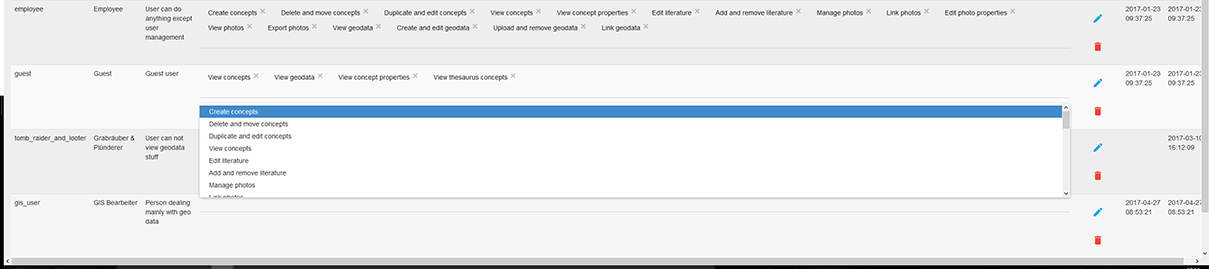 employee Employee User can do anything except user management Create concepts Delete and move concepts Duplicate and edit concepts View concepts View concept properties Edit literature Add and remove literature Manage photos Link photos Edit photo properties 2017-01-23 09:37:25 2017-01-23 09:37:25
View photos Export photos View geodata Create and edit geodata Upload and remove geodata Link geodata
guest Guest Guest user View concepts View geodata View concept properties View thesaurus concepts 2017-01-23 09:37:25 2017-01-23 09:37:25
Create concepts
Delete and move concepts
Duplicate and edit concepts
View concepts
Edit literature
Add and remove literature
Manage photos
Link photos
tomb_raider_and_looter Grabräuber & Plünderer User can not view geodata stuff 2017-03-10 16:12:09
gis_user GIS Bearbeiter Person dealing mainly with geo data 2017-04-27 08:53:21 2017-04-27 08:53:21